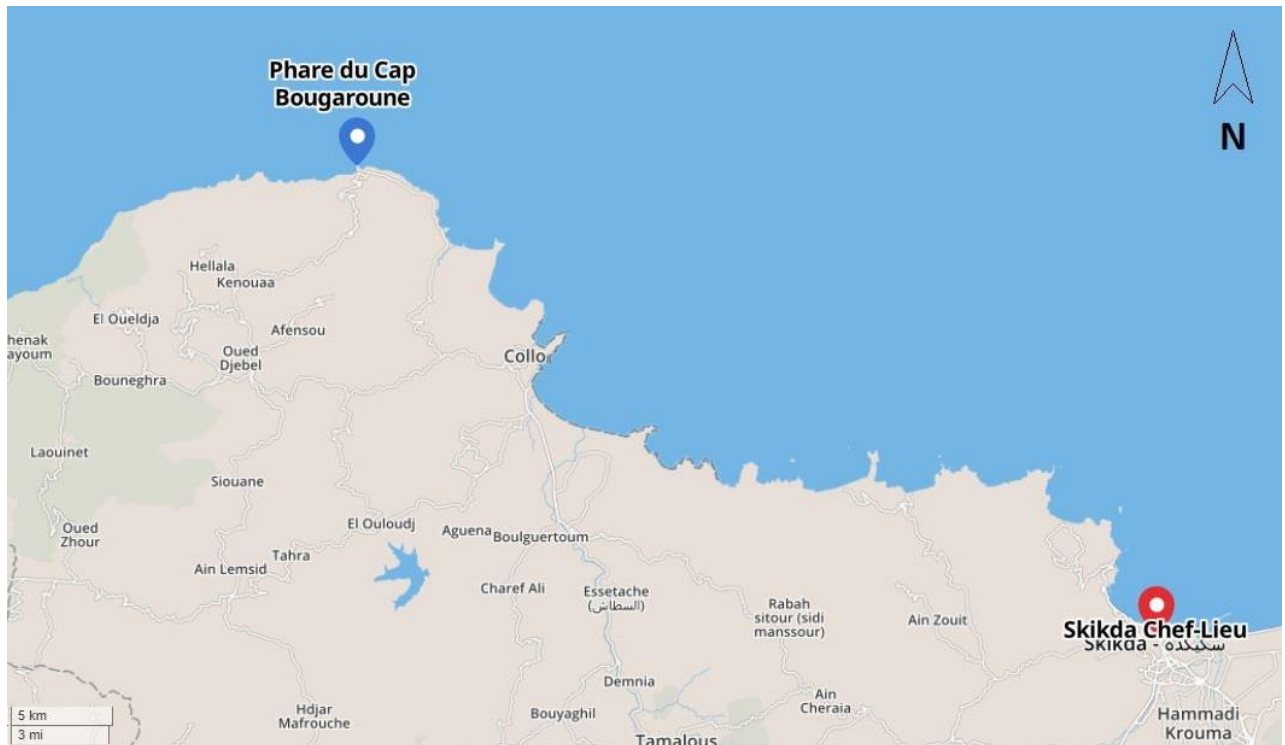 Phare du Cap
Bougaroune
N
Hellala
Kenouaa
El Oueldja
Afensou
henak
ayoum
Oued
Djebel
Collo
Bouneghra
Laouinet
Siouane
El Ouloudj
Oued
Zhour
Aguena
Boulguertoum
Tahra
Ain Lemsid
Charef Ali
Essetache
(السطاش)
Rabah
sitour (sidi
manssour)
Ain Zouit
Skikda Chef-Lieu
Skikda - سكيكدة
Demnia
Ain
Cheraia
Hdjar
Mafrouche
Bouyaghil
Hammadi
Krouma
Tamalous
5 km
3 mi